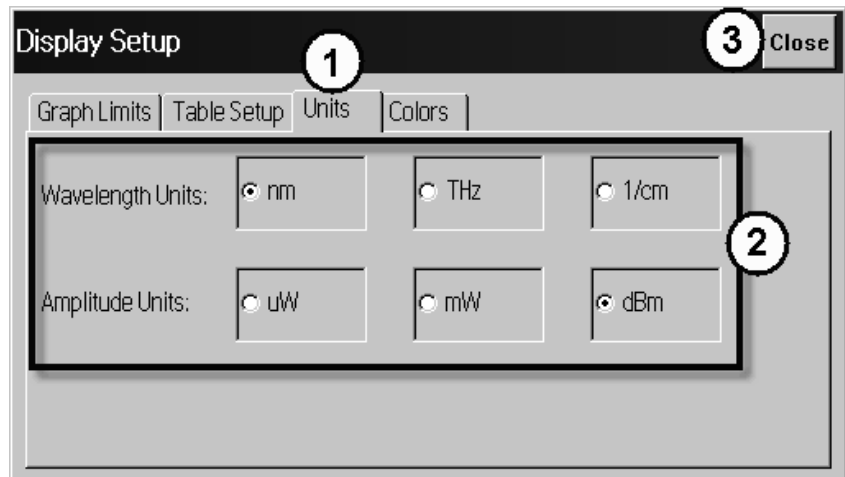 Display Setup
3
Close
1
Graph Limits
Table Setup
Units
Colors
Wavelength Units:
nm
THz
1/cm
2
Amplitude Units:
uW
mW
dBm